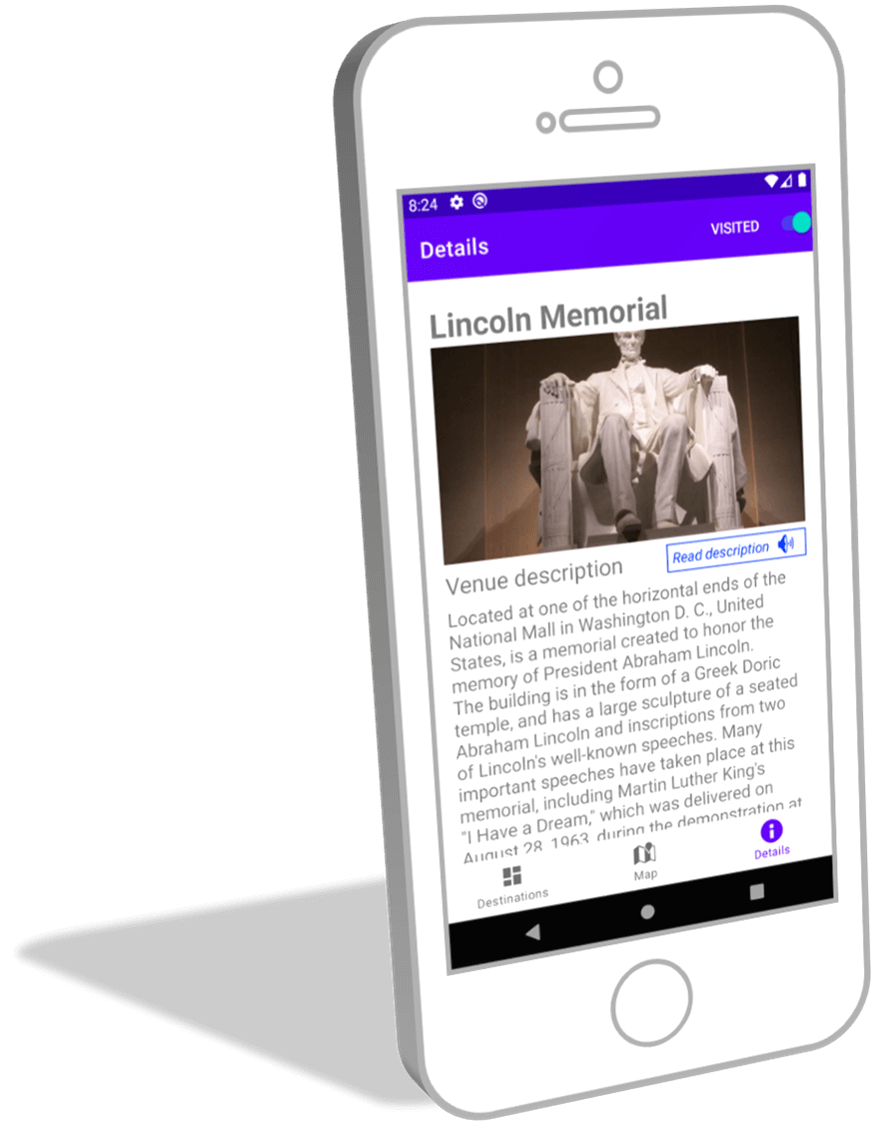 8:24
Details
VISITED
Lincoln Memorial
Read description
Venue description
Located at one of the horizontal ends of the
National Mall in Washington D. C., United
States, is a memorial created to honor the
memory of President Abraham Lincoln.
The building is in the form of a Greek Doric
temple, and has a large sculpture of a seated
Abraham Lincoln and inscriptions from two
of Lincoln's well-known speeches. Many
important speeches have taken place at this
memorial, including Martin Luther King's
"I Have a Dream," which was delivered on
August 28, 1963, during the demonstration at
Destinations
Map
Details